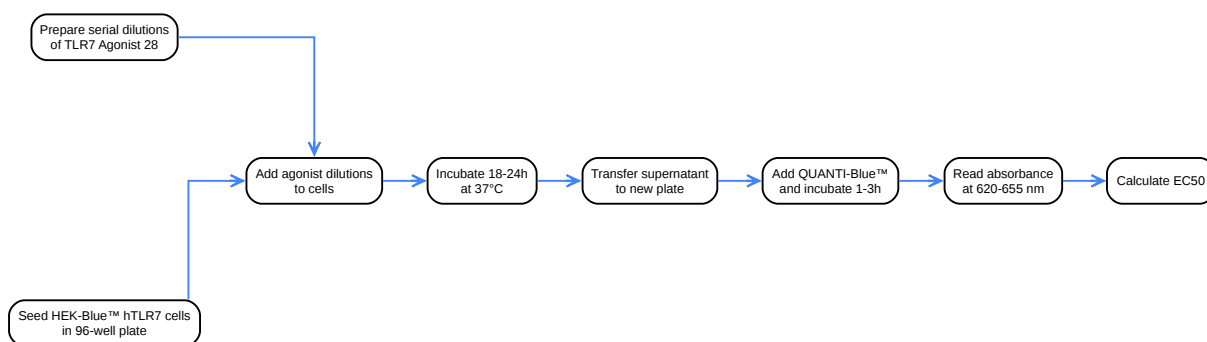 Prepare serial dilutions
of TLR7 Agonist 28
Seed HEK-Blue™ hTLR7 cells
in 96-well plate
Add agonist dilutions
to cells
Incubate 18-24h
at 37°C
Transfer supernatant
to new plate
Add QUANTI-Blue™
and incubate 1-3h
Read absorbance
at 620-655 nm
Calculate EC50